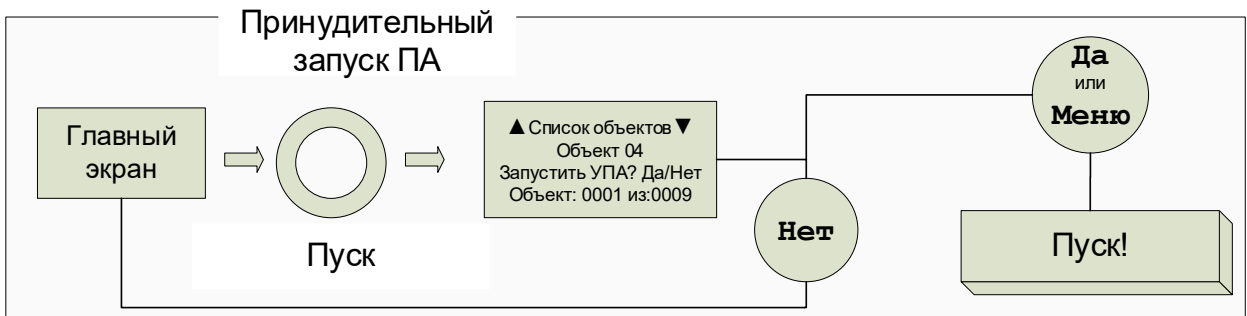 Принудительный
запуск ПА
Главный
экран
Пуск
▲ Список объектов ▼
Объект 04
Запустить УПА? Да/Нет
Объект: 0001 из:0009
Нет
Да
или
Меню
Пуск!